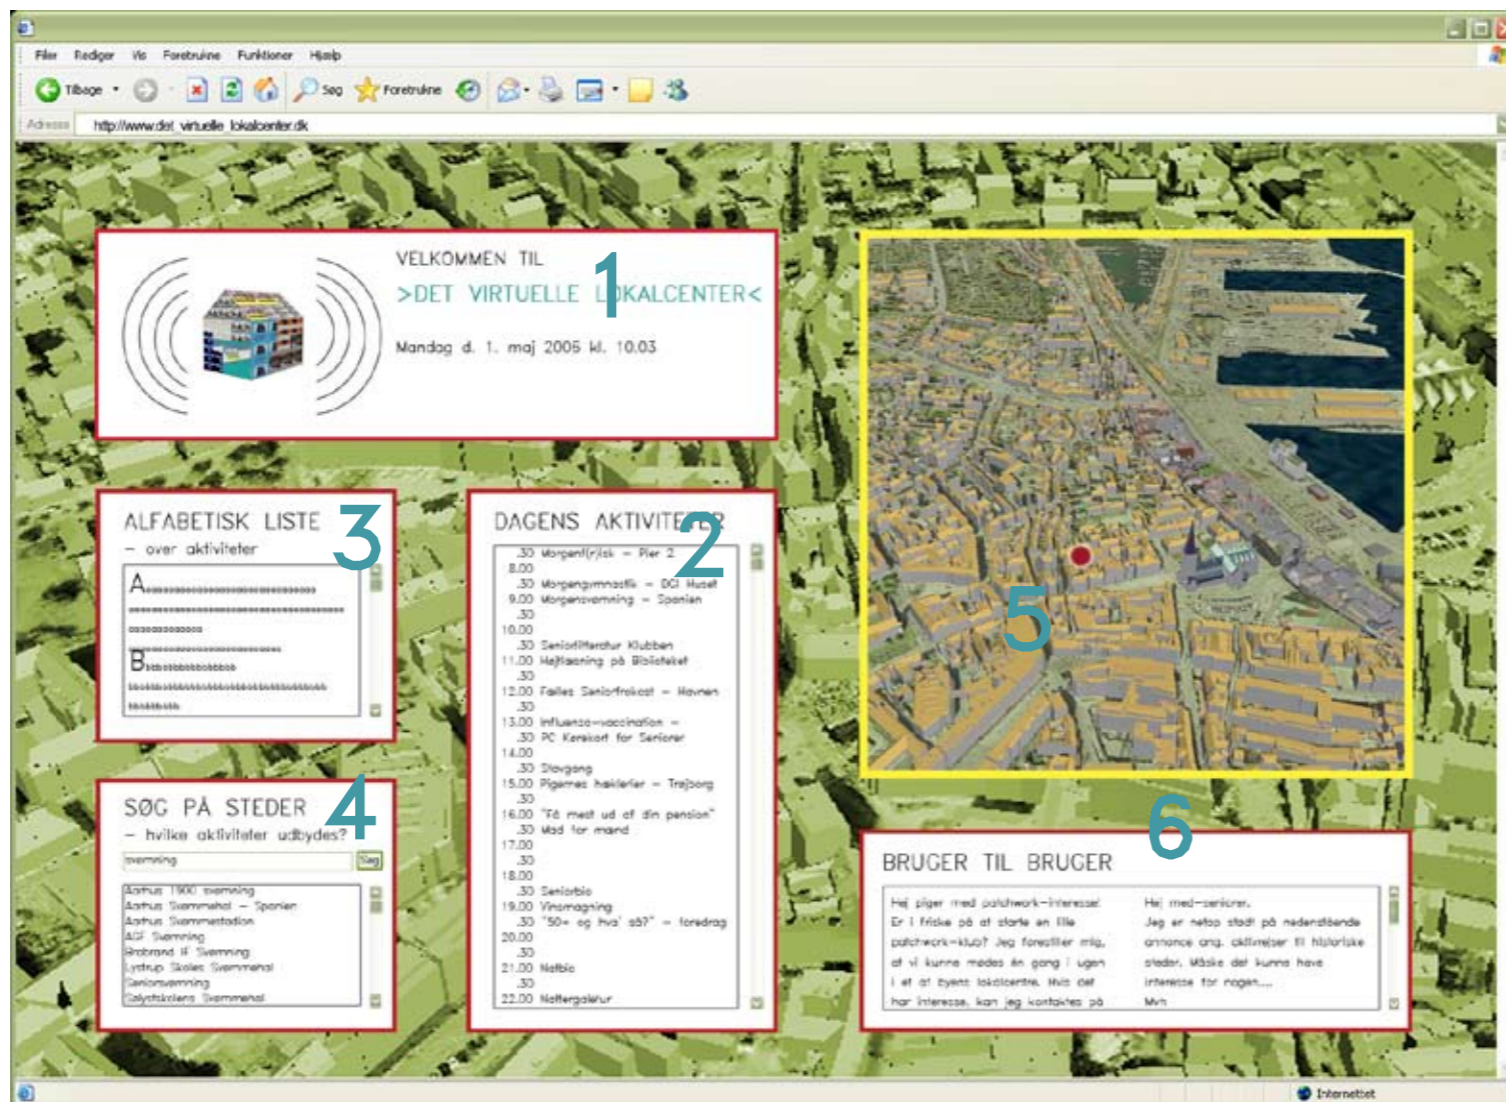 Filer Rediger Vis Foretrukne Funktioner Hjælp
Tilbage Søg Foretrukne
Adresse http://www.det_virtuelle_lokalcenter.dk
VELKOMMEN TIL
>DET VIRTUELLE LOKALCENTER<
Mandag d. 1. maj 2006 kl. 10.03
1
ALFABETISK LISTE
3
- over aktiviteter
A
B
SØG PÅ STEDER
4
- hvilke aktiviteter udbydes?
svømning Søg
Aarhus 1900 svømning
Aarhus Svømmehal - Spanien
Aarhus Svømmestadion
AGF Svømning
Brabrand IF Svømning
Lystrup Skoles Svømmehal
Seniorsvømning
Sølystskolens Svømmehal
DAGENS AKTIVITETER
2
.30 Morgenf(r)isk - Pier 2
8.00
.30 Morgengymnastik - DGI Huset
9.00 Morgensvømning - Spanien
.30
10.00
.30 Seniorlitteratur Klubben
11.00 Højtlæsning på Biblioteket
.30
12.00 Fælles Seniorfrokost - Havnen
.30
13.00 Influenza-vaccination -
.30 PC Kørekort for Seniorer
14.00
.30 Stavgang
15.00 Pigernes hæklerier - Trøjborg
.30
16.00 "Få mest ud af din pension"
.30 Mad for mænd
17.00
.30
18.00
.30 Seniorbio
19.00 Vinsmagning
.30 "50+ og hva' så?" - foredrag
20.00
.30
21.00 Natbio
.30
22.00 Nattergaletur
5
6
BRUGER TIL BRUGER
Hej piger med patchwork-interesse!
Er i friske på at starte en lille
patchwork-klub? Jeg forestiller mig,
at vi kunne mødes én gang i ugen
i et af byens lokalcentre. Hvis det
har interesse, kan jeg kontaktes på
Hej med-seniorer.
Jeg er netop stødt på nedenstående
annonce ang. aktiviteter til historiske
steder. Måske det kunne have
interesse for nogen....
Mvh
Internettet